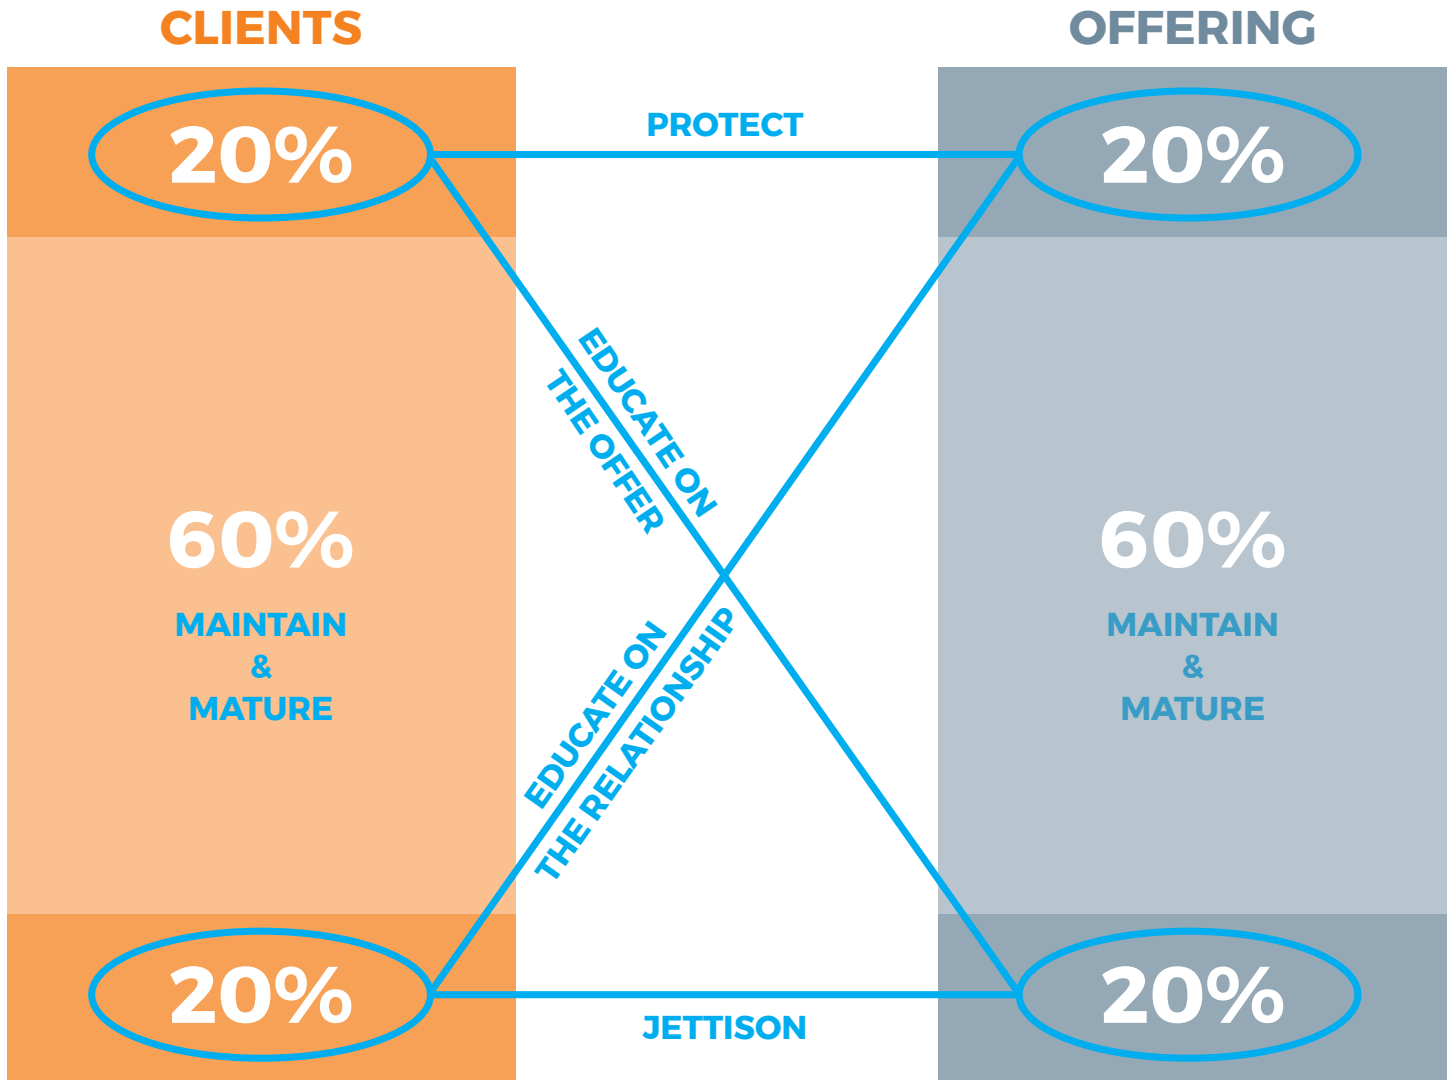 CLIENTS
OFFERING
20%
PROTECT
20%
EDUCATE ON
THE OFFER
60%
MAINTAIN
&
MATURE
60%
MAINTAIN
&
MATURE
EDUCATE ON
THE RELATIONSHIP
20%
JETTISON
20%